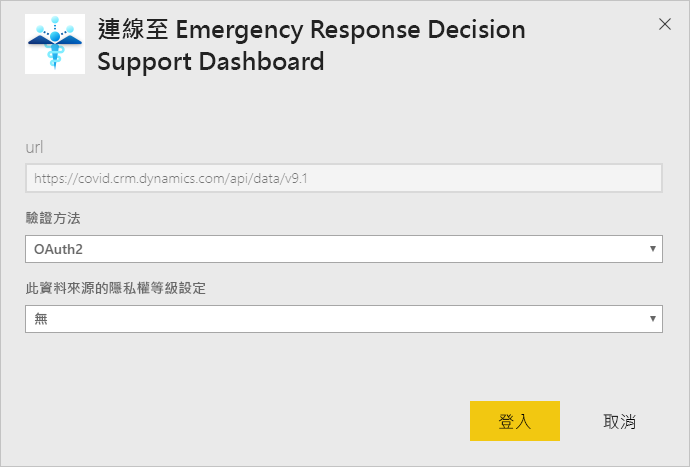 連線至 Emergency Response Decision
Support Dashboard
url
https://covid.crm.dynamics.com/api/data/v9.1
驗證方法
OAuth2
此資料來源的隱私權等級設定
無
登入
取消